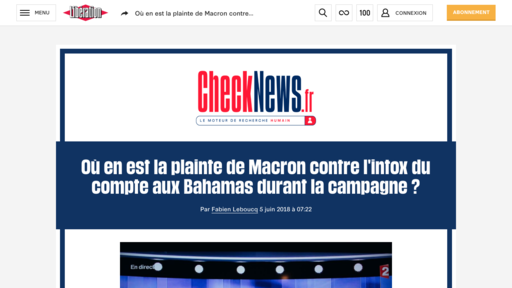 MENU
Libération
Où en est la plainte de Macron contre...
100
CONNEXION
ABONNEMENT
CheckNews.fr
LE MOTEUR DE RECHERCHE HUMAIN
Où en est la plainte de Macron contre l'intox du
compte aux Bahamas durant la campagne ?
Par Fabien Leboucq 5 juin 2018 à 07:22
En direct
2